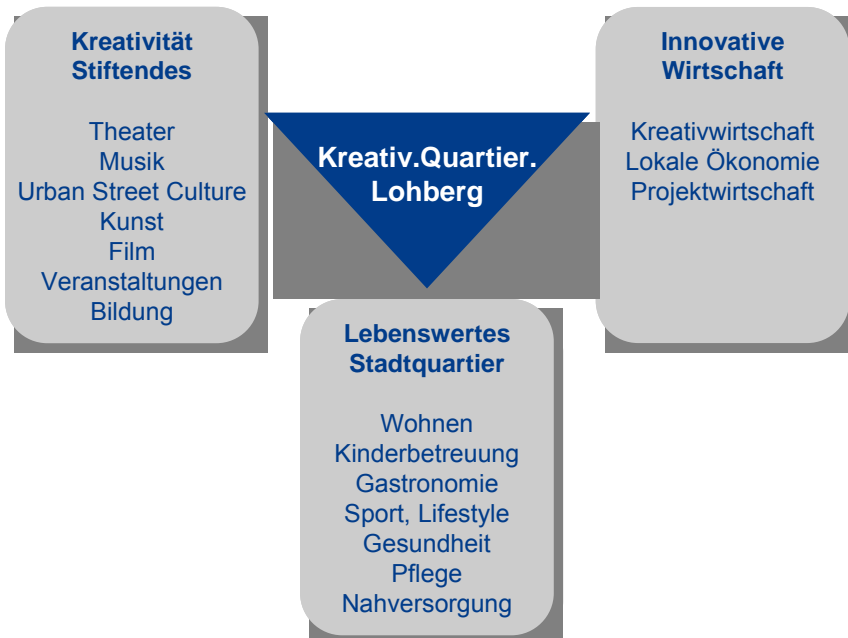 Kreativität
Stiftendes
Theater
Musik
Urban Street Culture
Kunst
Film
Veranstaltungen
Bildung
Kreativ.Quartier.
Lohberg
Innovative
Wirtschaft
Kreativwirtschaft
Lokale Ökonomie
Projektwirtschaft
Lebenswertes
Stadtquartier
Wohnen
Kinderbetreuung
Gastronomie
Sport, Lifestyle
Gesundheit
Pflege
Nahversorgung